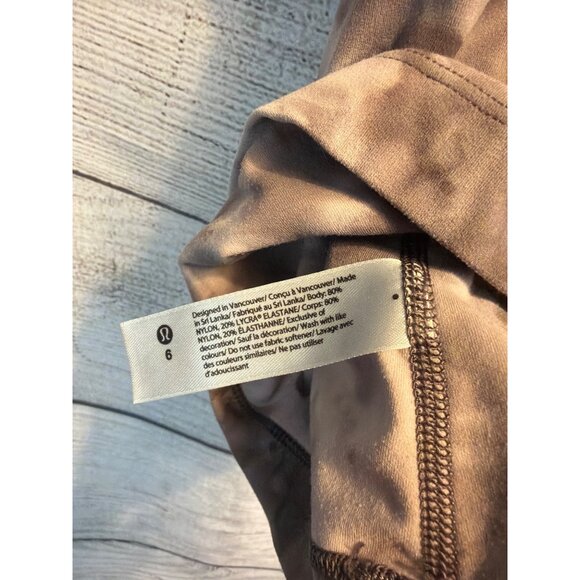 6
Designed in Vancouver/ Conçu à Vancouver/ Made
in Sri Lanka/ Fabriqué au Sri Lanka/ Body: 80%
NYLON, 20% LYCRA® ELASTANE/ Corps: 80%
NYLON, 20% ÉLASTHANNE/ Exclusive of
decoration/ Sauf la décoration/ Wash with like
colours/ Do not use fabric softener/ Lavage avec
des couleurs similaires/ Ne pas utiliser
d'adoucissant